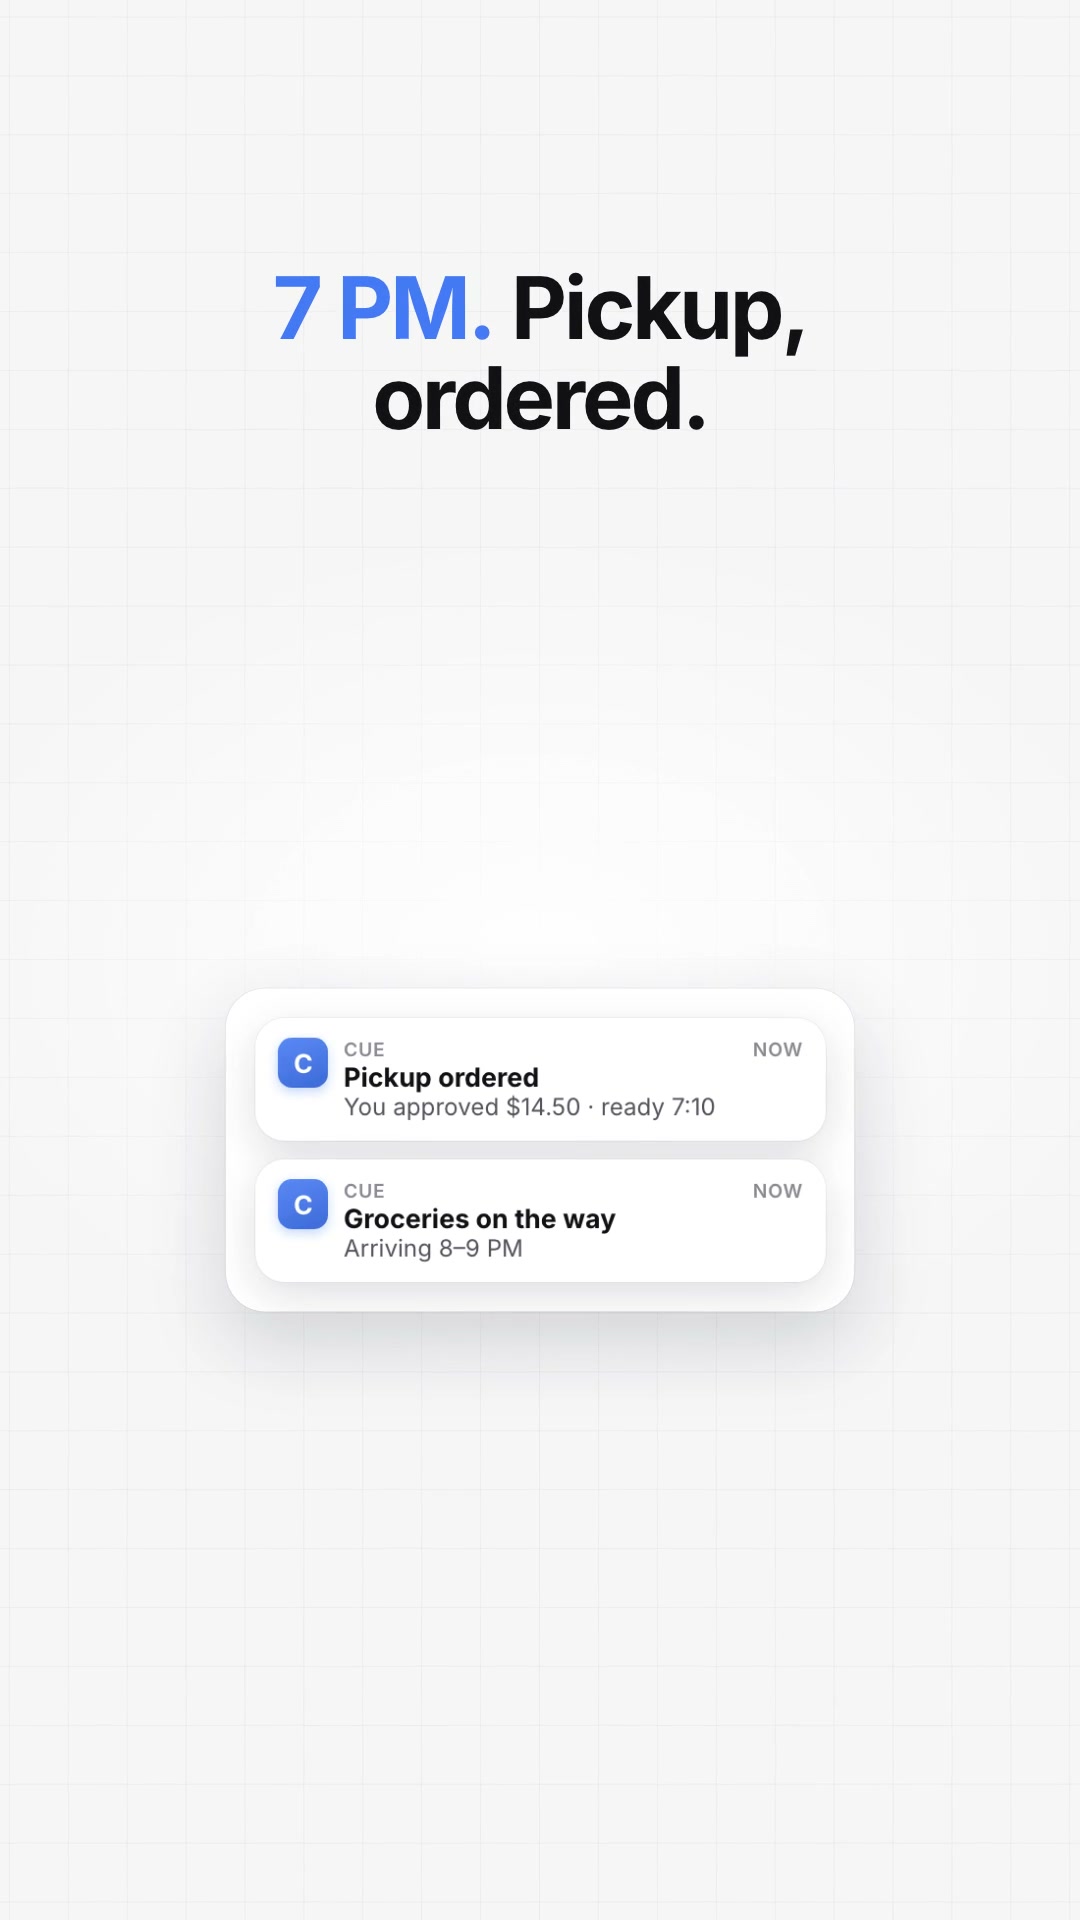 7 PM. Pickup,
ordered.
C
CUE
NOW
Pickup ordered
You approved $14.50 · ready 7:10
C
CUE
NOW
Groceries on the way
Arriving 8–9 PM